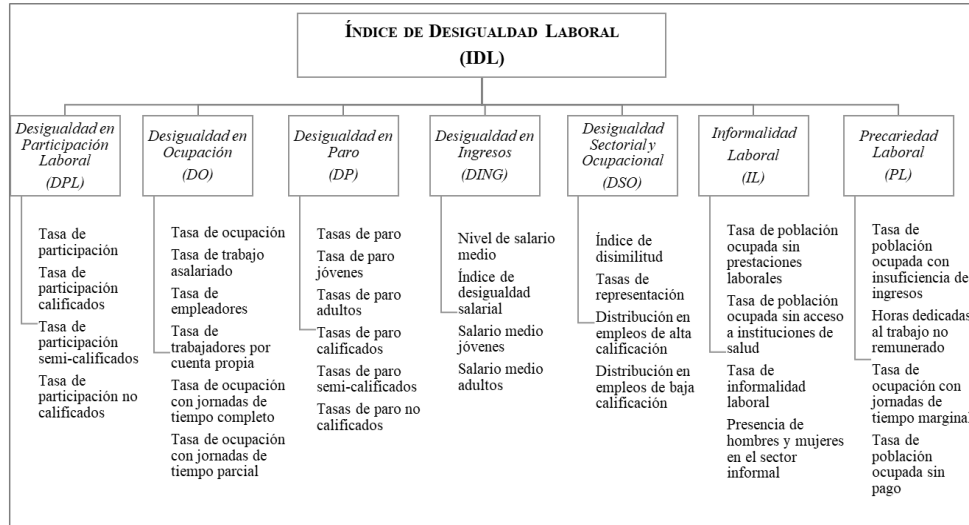 ÍNDICE DE DESIGUALDAD LABORAL
(IDL)
Desigualdad en
Participación
Laboral
(DPL)
Tasa de
participación
Tasa de
participación
calificados
Tasa de
participación
semi-calificados
Tasa de
participación no
calificados
Desigualdad en
Ocupación
(DO)
Tasa de ocupación
Tasa de trabajo
asalariado
Tasa de
empleadores
Tasa de
trabajadores por
cuenta propia
Tasa de ocupación
con jornadas de
tiempo completo
Tasa de ocupación
con jornadas de
tiempo parcial
Desigualdad en
Paro
(DP)
Tasas de paro
Tasa de paro
jóvenes
Tasas de paro
adultos
Tasas de paro
calificados
Tasas de paro
semi-calificados
Tasas de paro no
calificados
Desigualdad en
Ingresos
(DING)
Nivel de salario
medio
Índice de
desigualdad
salarial
Salario medio
jóvenes
Salario medio
adultos
Desigualdad
Sectorial y
Ocupacional
(DSO)
Índice de
disimilitud
Tasas de
representación
Distribución en
empleos de alta
calificación
Distribución en
empleos de baja
calificación
Informalidad
Laboral
(IL)
Tasa de población
ocupada sin
prestaciones
laborales
Tasa de población
ocupada sin acceso
a instituciones de
salud
Tasa de
informalidad
laboral
Presencia de
hombres y mujeres
en el sector
informal
Precariedad
Laboral
(PL)
Tasa de
población
ocupada con
insuficiencia de
ingresos
Horas dedicadas
al trabajo no
remunerado
Tasa de
ocupación con
jornadas de
tiempo marginal
Tasa de
población
ocupada sin
pago